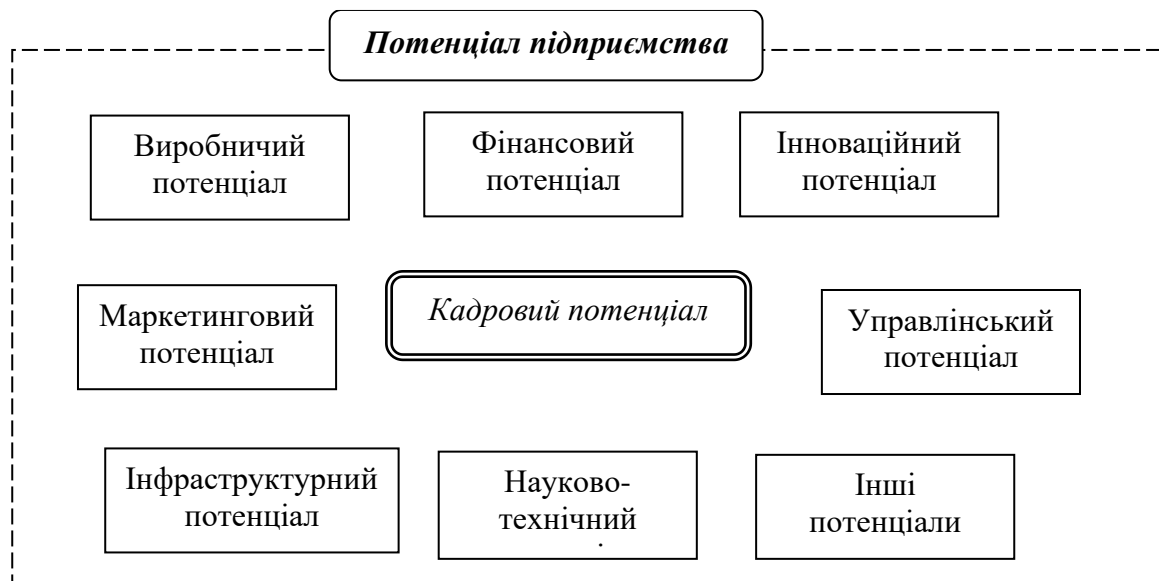 Потенціал підприємства
Виробничий
потенціал
Фінансовий
потенціал
Інноваційний
потенціал
Маркетинговий
потенціал
Кадровий потенціал
Управлінський
потенціал
Інфраструктурний
потенціал
Науково-
технічний
Інші
потенціали